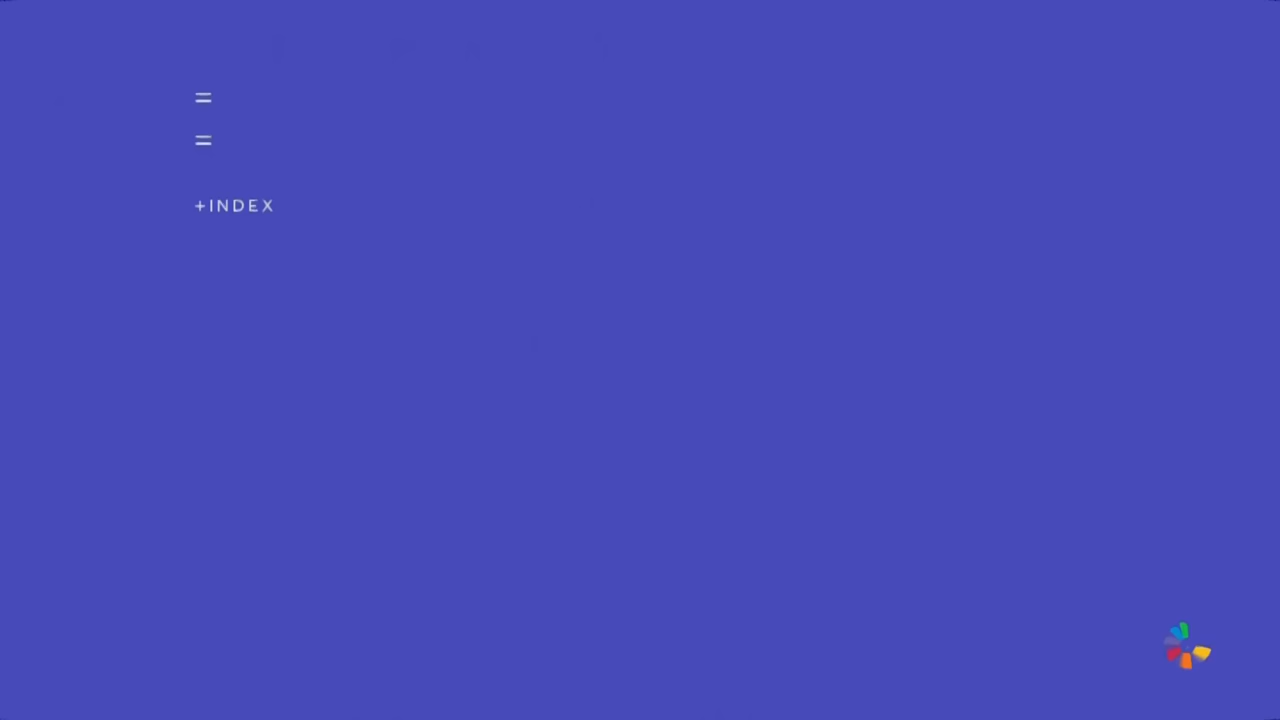 =
=
+INDEX